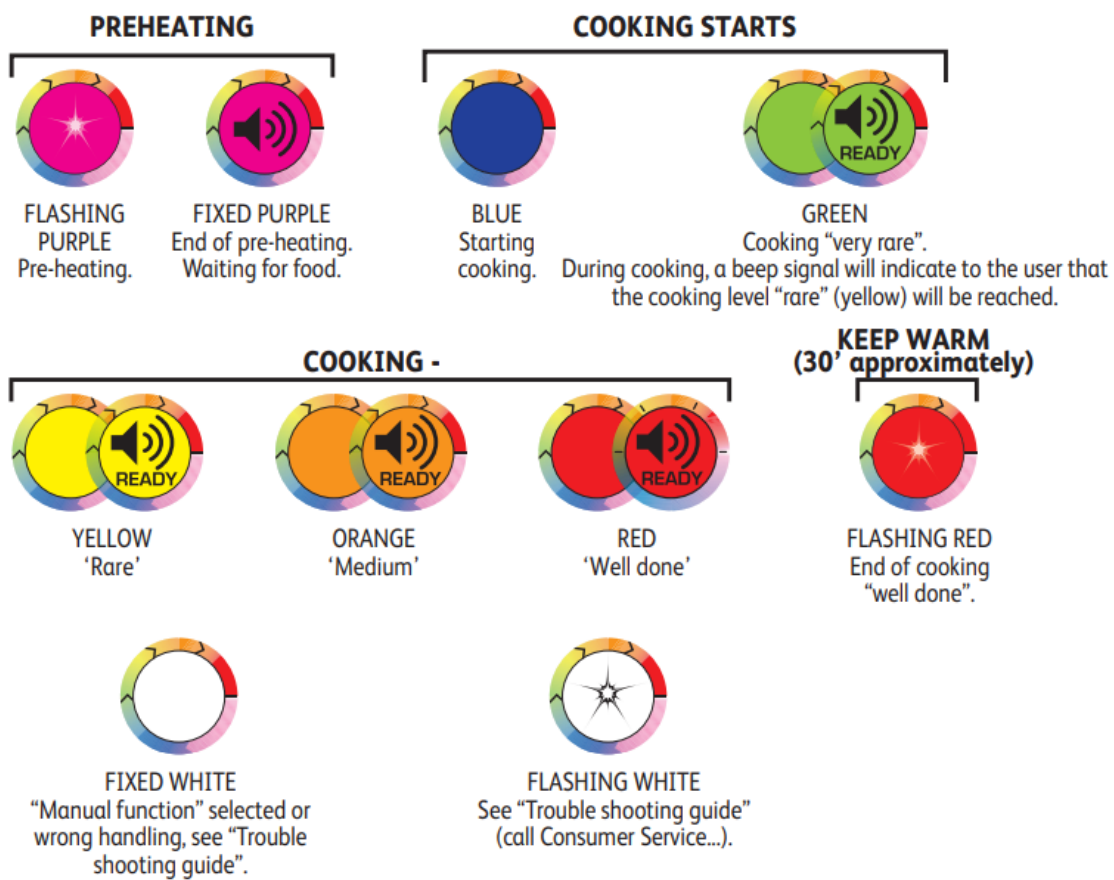 PREHEATING
COOKING STARTS
READY
FLASHING
PURPLE
Pre-heating.
FIXED PURPLE
End of pre-heating.
Waiting for food.
BLUE
Starting
cooking.
GREEN
Cooking “very rare”.
During cooking, a beep signal will indicate to the user that
the cooking level “rare” (yellow) will be reached.
COOKING -
KEEP WARM
(30’ approximately)
READY
READY
READY
YELLOW
‘Rare’
ORANGE
‘Medium’
RED
‘Well done’
FLASHING RED
End of cooking
“well done”.
FIXED WHITE
“Manual function” selected or
wrong handling, see “Trouble
shooting guide”.
FLASHING WHITE
See “Trouble shooting guide”
(call Consumer Service...).